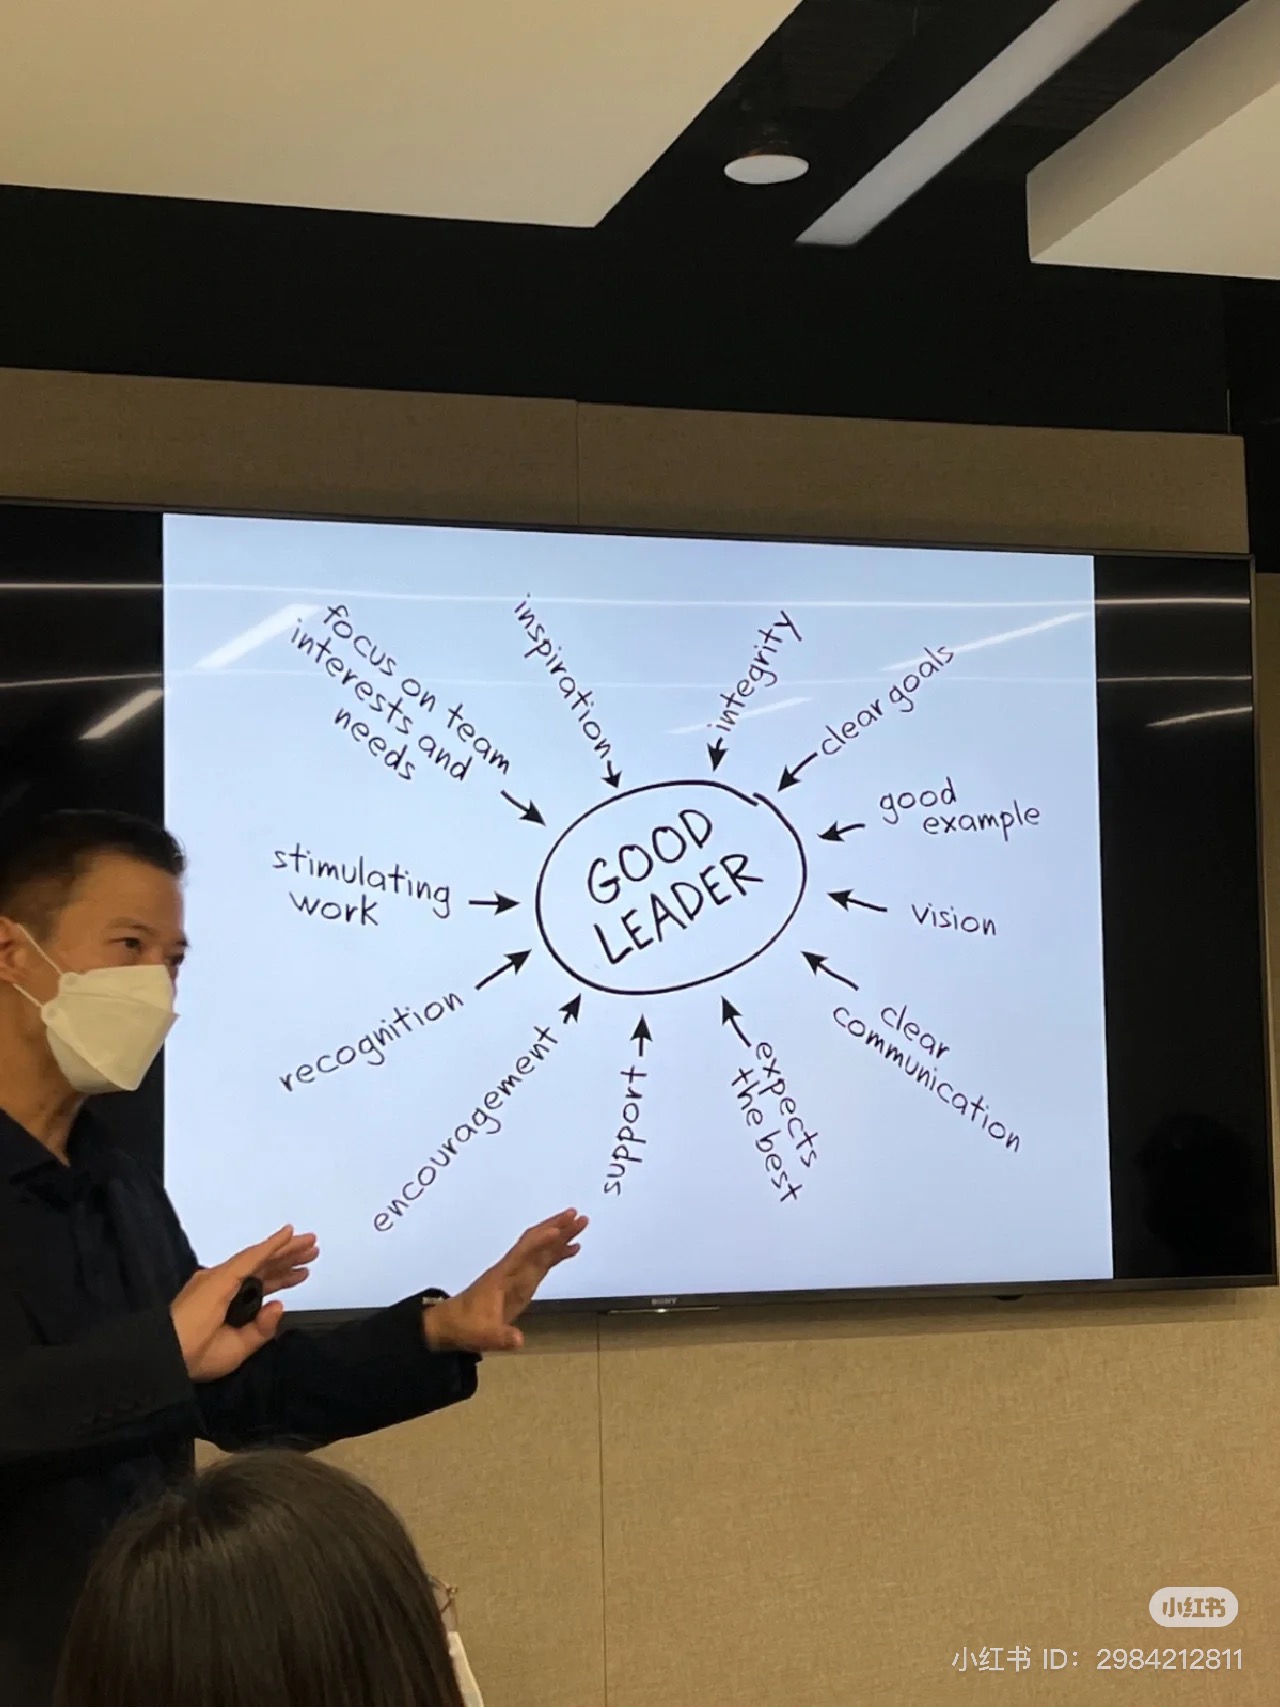 focus on team
interests and
needs
inspiration
integrity
clear goals
good
example
vision
clear
communication
expects
the best
support
encouragement
recognition
stimulating
work
GOOD
LEADER
SONY
小红书
小红书 ID: 2984212811